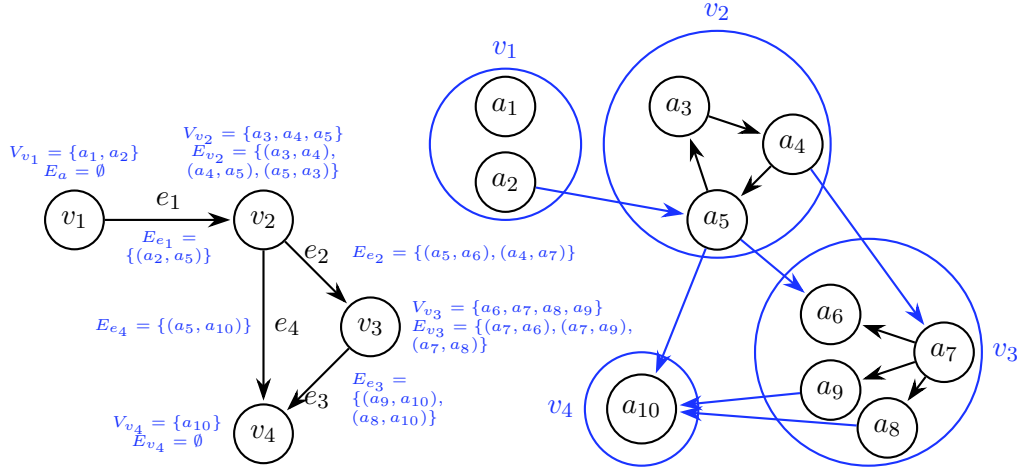 V_{v_1} = {a_1, a_2}
E_a = ∅
v_1
e_1
E_{e_1} =
{(a_2, a_5)}
V_{v_2} = {a_3, a_4, a_5}
E_{v_2} = {(a_3, a_4),
(a_4, a_5), (a_5, a_3)}
v_2
e_2
E_{e_2} = {(a_5, a_6), (a_4, a_7)}
E_{e_4} = {(a_5, a_10)}
e_4
v_3
V_{v_3} = {a_6, a_7, a_8, a_9}
E_{v_3} = {(a_7, a_6), (a_7, a_9),
(a_7, a_8)}
e_3
E_{e_3} =
{(a_9, a_10),
(a_8, a_10)}
V_{v_4} = {a_10}
E_{v_4} = ∅
v_4
v_1
a_1
a_2
v_2
a_3
a_4
a_5
v_3
a_6
a_7
a_9
a_8
v_4
a_10